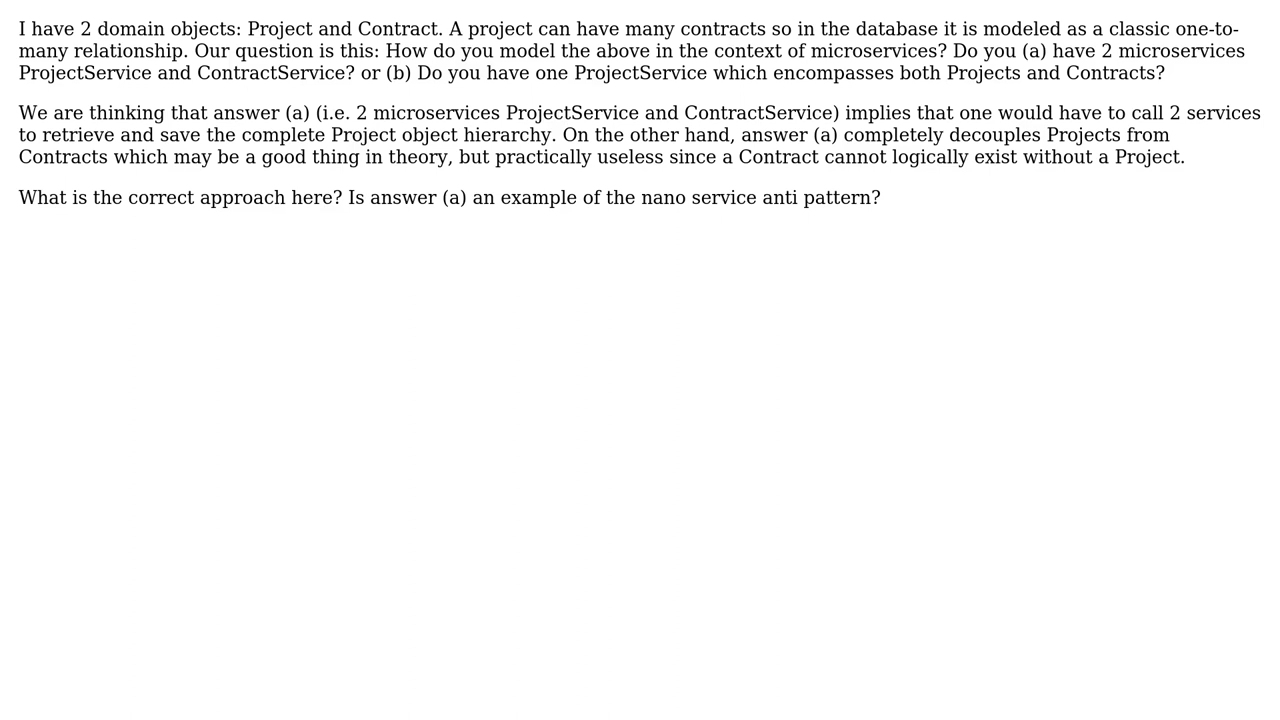 I have 2 domain objects: Project and Contract. A project can have many contracts so in the database it is modeled as a classic one-to-
many relationship. Our question is this: How do you model the above in the context of microservices? Do you (a) have 2 microservices
ProjectService and ContractService? or (b) Do you have one ProjectService which encompasses both Projects and Contracts?
We are thinking that answer (a) (i.e. 2 microservices ProjectService and ContractService) implies that one would have to call 2 services
to retrieve and save the complete Project object hierarchy. On the other hand, answer (a) completely decouples Projects from
Contracts which may be a good thing in theory, but practically useless since a Contract cannot logically exist without a Project.
What is the correct approach here? Is answer (a) an example of the nano service anti pattern?